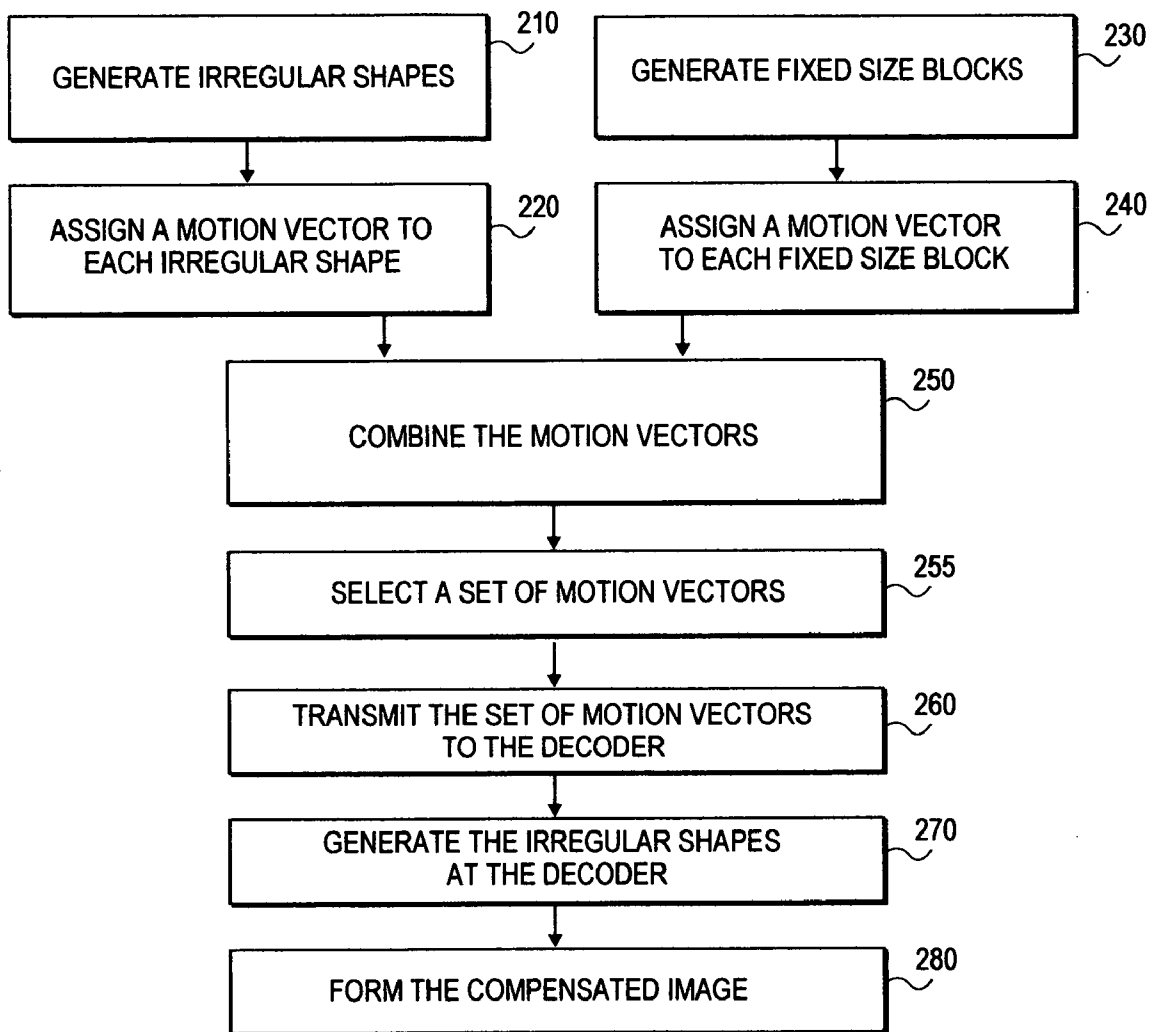 210
GENERATE IRREGULAR SHAPES
230
GENERATE FIXED SIZE BLOCKS
220
ASSIGN A MOTION VECTOR TO
EACH IRREGULAR SHAPE
240
ASSIGN A MOTION VECTOR
TO EACH FIXED SIZE BLOCK
250
COMBINE THE MOTION VECTORS
255
SELECT A SET OF MOTION VECTORS
260
TRANSMIT THE SET OF MOTION VECTORS
TO THE DECODER
270
GENERATE THE IRREGULAR SHAPES
AT THE DECODER
280
FORM THE COMPENSATED IMAGE